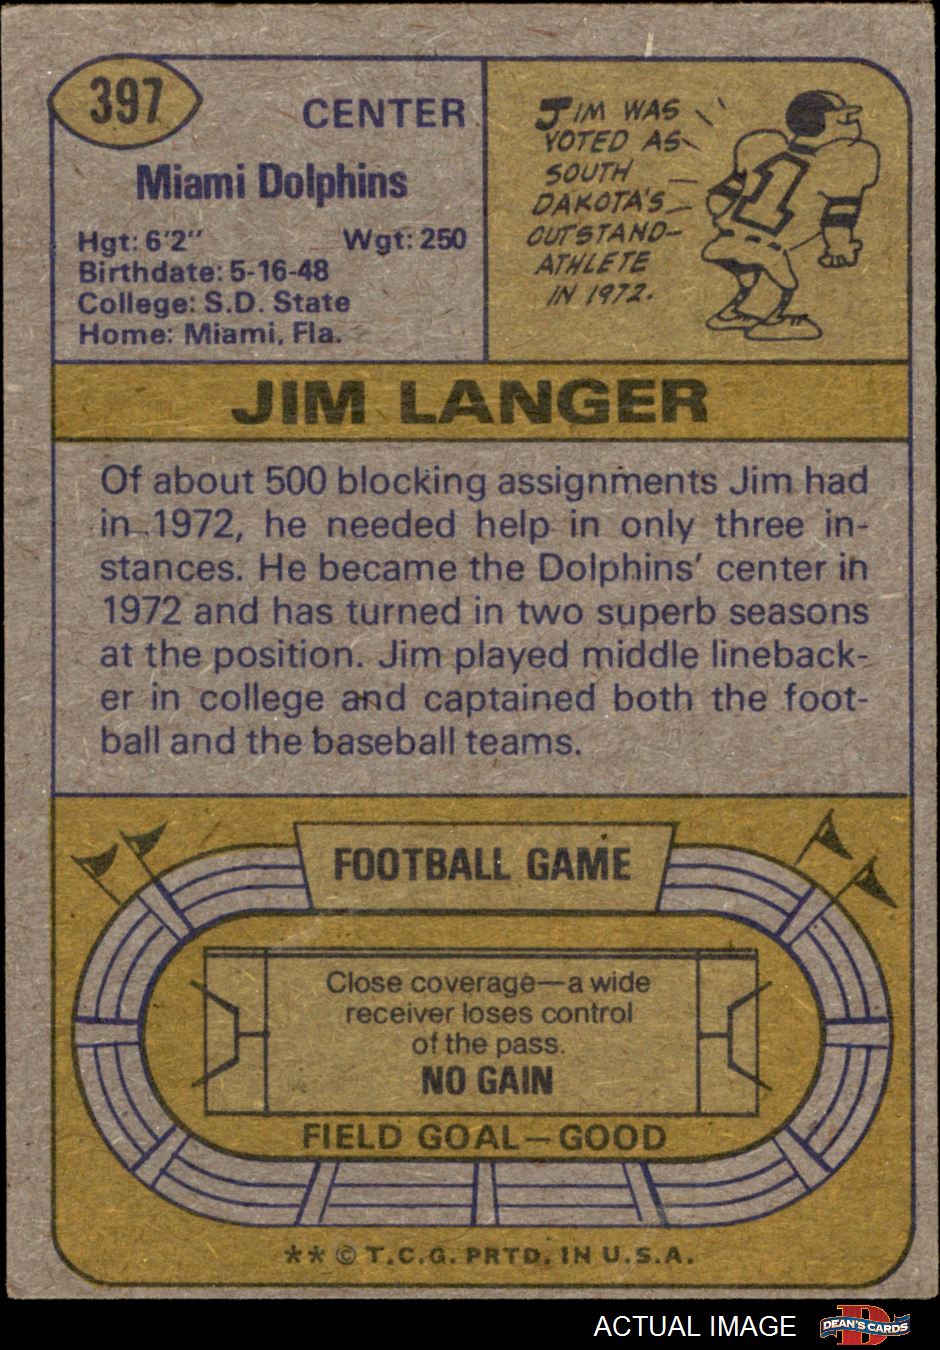 397
CENTER
Miami Dolphins
Hgt: 6'2" Wgt: 250
Birthdate: 5-16-48
College: S.D. State
Home: Miami, Fla.
JIM WAS
VOTED AS
SOUTH
DAKOTA'S
OUTSTAND-
ATHLETE
IN 1972.
1
JIM LANGER
Of about 500 blocking assignments Jim had
in 1972, he needed help in only three in-
stances. He became the Dolphins' center in
1972 and has turned in two superb seasons
at the position. Jim played middle lineback-
er in college and captained both the foot-
ball and the baseball teams.
FOOTBALL GAME
Close coverage—a wide
receiver loses control
of the pass.
NO GAIN
FIELD GOAL—GOOD
** © T.C.G. PRTD. IN U.S.A.
ACTUAL IMAGE
D
DEAN'S CARDS